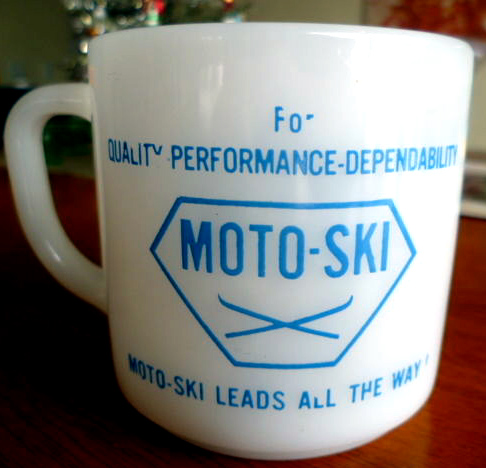 For
QUALITY PERFORMANCE-DEPENDABILITY
MOTO-SKI
MOTO-SKI LEADS ALL THE WAY!